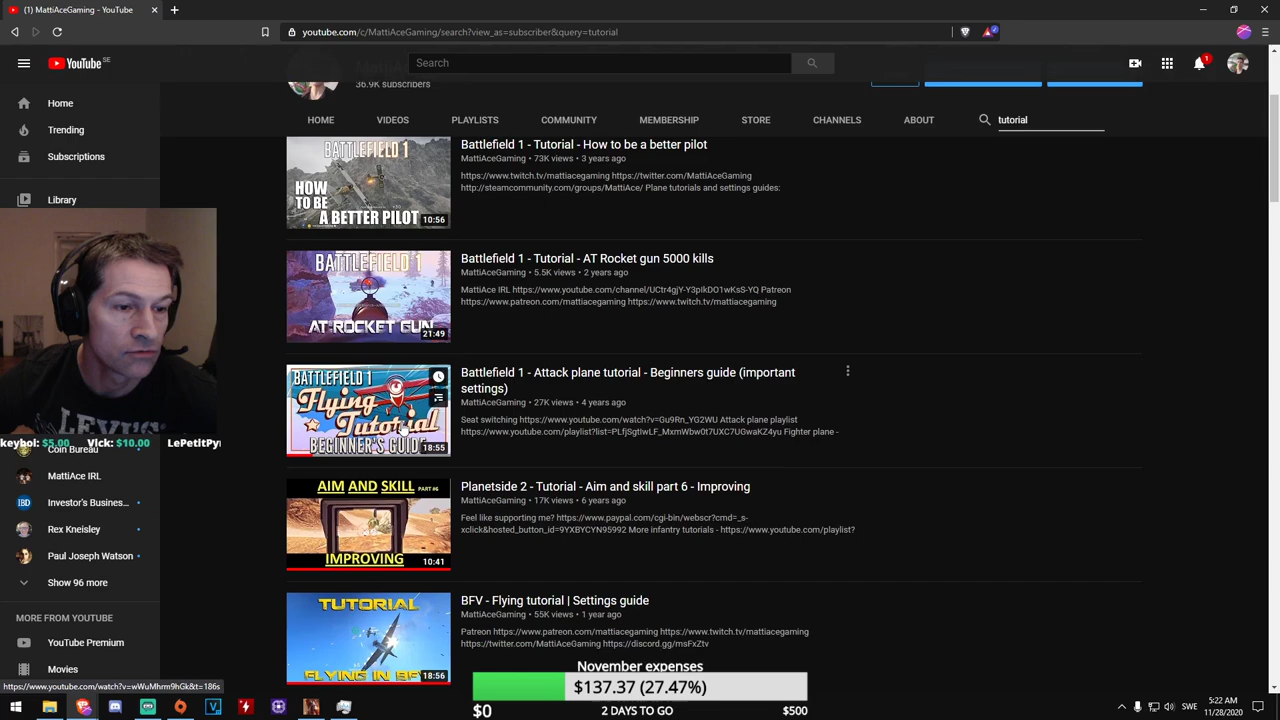 (1) MattiAceGaming - YouTube
youtube.com/c/MattiAceGaming/search?view_as=subscriber&query=tutorial
YouTube SE
Search
1
36.9K subscribers
HOME VIDEOS PLAYLISTS COMMUNITY MEMBERSHIP STORE CHANNELS ABOUT tutorial
Home
Trending
Subscriptions
Library
BATTLEFIELD 1
HOW
TO BE
A BETTER PILOT
10:56
Battlefield 1 - Tutorial - How to be a better pilot
MattiAceGaming • 73K views • 3 years ago
https://www.twitch.tv/mattiacegaming https://twitter.com/MattiAceGaming
http://steamcommunity.com/groups/MattiAce/ Plane tutorials and settings guides:
BATTLEFIELD 1
AT-ROCKET GUN
21:49
Battlefield 1 - Tutorial - AT Rocket gun 5000 kills
MattiAceGaming • 5.5K views • 2 years ago
MattiAce IRL https://www.youtube.com/channel/UCtr4gjY-Y3pIkDO1wKsS-YQ Patreon
https://www.patreon.com/mattiacegaming https://www.twitch.tv/mattiacegaming
BATTLEFIELD 1
Flying
Tutorial
BEGINNER'S GUIDE
18:55
Battlefield 1 - Attack plane tutorial - Beginners guide (important
settings)
MattiAceGaming • 27K views • 4 years ago
Seat switching https://www.youtube.com/watch?v=Gu9Rn_YG2WU Attack plane playlist
https://www.youtube.com/playlist?list=PLfjSgtIwLF_MxmWbw0t7UXC7UGwaKZ4yu Fighter plane -
keybol: $5.00 Vick: $10.00 LePetitPy
Coin Bureau
MattiAce IRL
Investor's Busines...
Rex Kneisley
Paul Joseph Watson
Show 96 more
MORE FROM YOUTUBE
YouTube Premium
Movies
AIM AND SKILL PART #6
IMPROVING
10:41
Planetside 2 - Tutorial - Aim and skill part 6 - Improving
MattiAceGaming • 17K views • 6 years ago
Feel like supporting me? https://www.paypal.com/cgi-bin/webscr?cmd=_s-
xclick&hosted_button_id=9YXBYCYN95992 More infantry tutorials - https://www.youtube.com/playlist?
TUTORIAL
FLYING IN BFV
18:56
BFV - Flying tutorial | Settings guide
MattiAceGaming • 55K views • 1 year ago
Patreon https://www.patreon.com/mattiacegaming https://www.twitch.tv/mattiacegaming
https://twitter.com/MattiAceGaming https://discord.gg/msFxZtv
November expenses
$137.37 (27.47%)
$0 2 DAYS TO GO $500
https://www.youtube.com/watch?v=wWuMhrm9hGk&t=186s
SWE
5:22 AM
11/28/2020